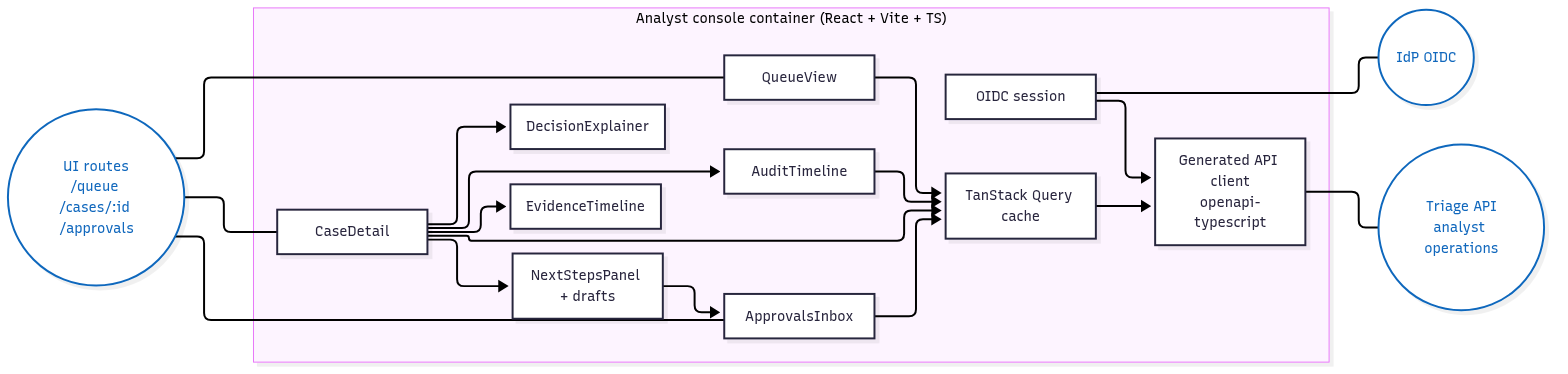 Analyst console container (React + Vite + TS)
UI routes
/queue
/cases/:id
/approvals
CaseDetail
DecisionExplainer
EvidenceTimeline
NextStepsPanel
+ drafts
QueueView
AuditTimeline
ApprovalsInbox
OIDC session
TanStack Query
cache
Generated API
client
openapi-
typescript
IdP OIDC
Triage API
analyst
operations